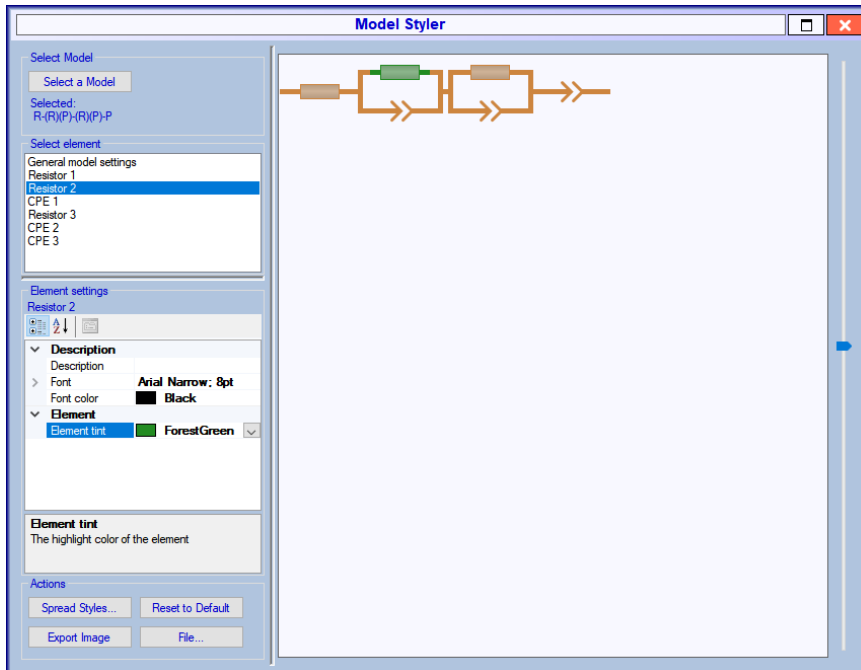 Model Styler
Select Model
Select a Model
Selected:
R-(R)(P)-(R)(P)-P
Select element
General model settings
Resistor 1
Resistor 2
CPE 1
Resistor 3
CPE 2
CPE 3
Element settings
Resistor 2
Description
Description
Font Arial Narrow; 8pt
Font color Black
Element
Element tint ForestGreen
Element tint
The highlight color of the element
Actions
Spread Styles... Reset to Default
Export Image File...